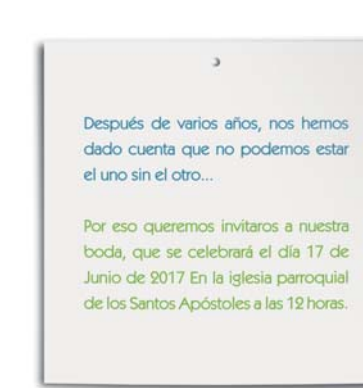 Después de varios años, nos hemos
dado cuenta que no podemos estar
el uno sin el otro...
Por eso queremos invitaros a nuestra
boda, que se celebrará el día 17 de
Junio de 2017 En la iglesia parroquial
de los Santos Apóstoles a las 12 horas.